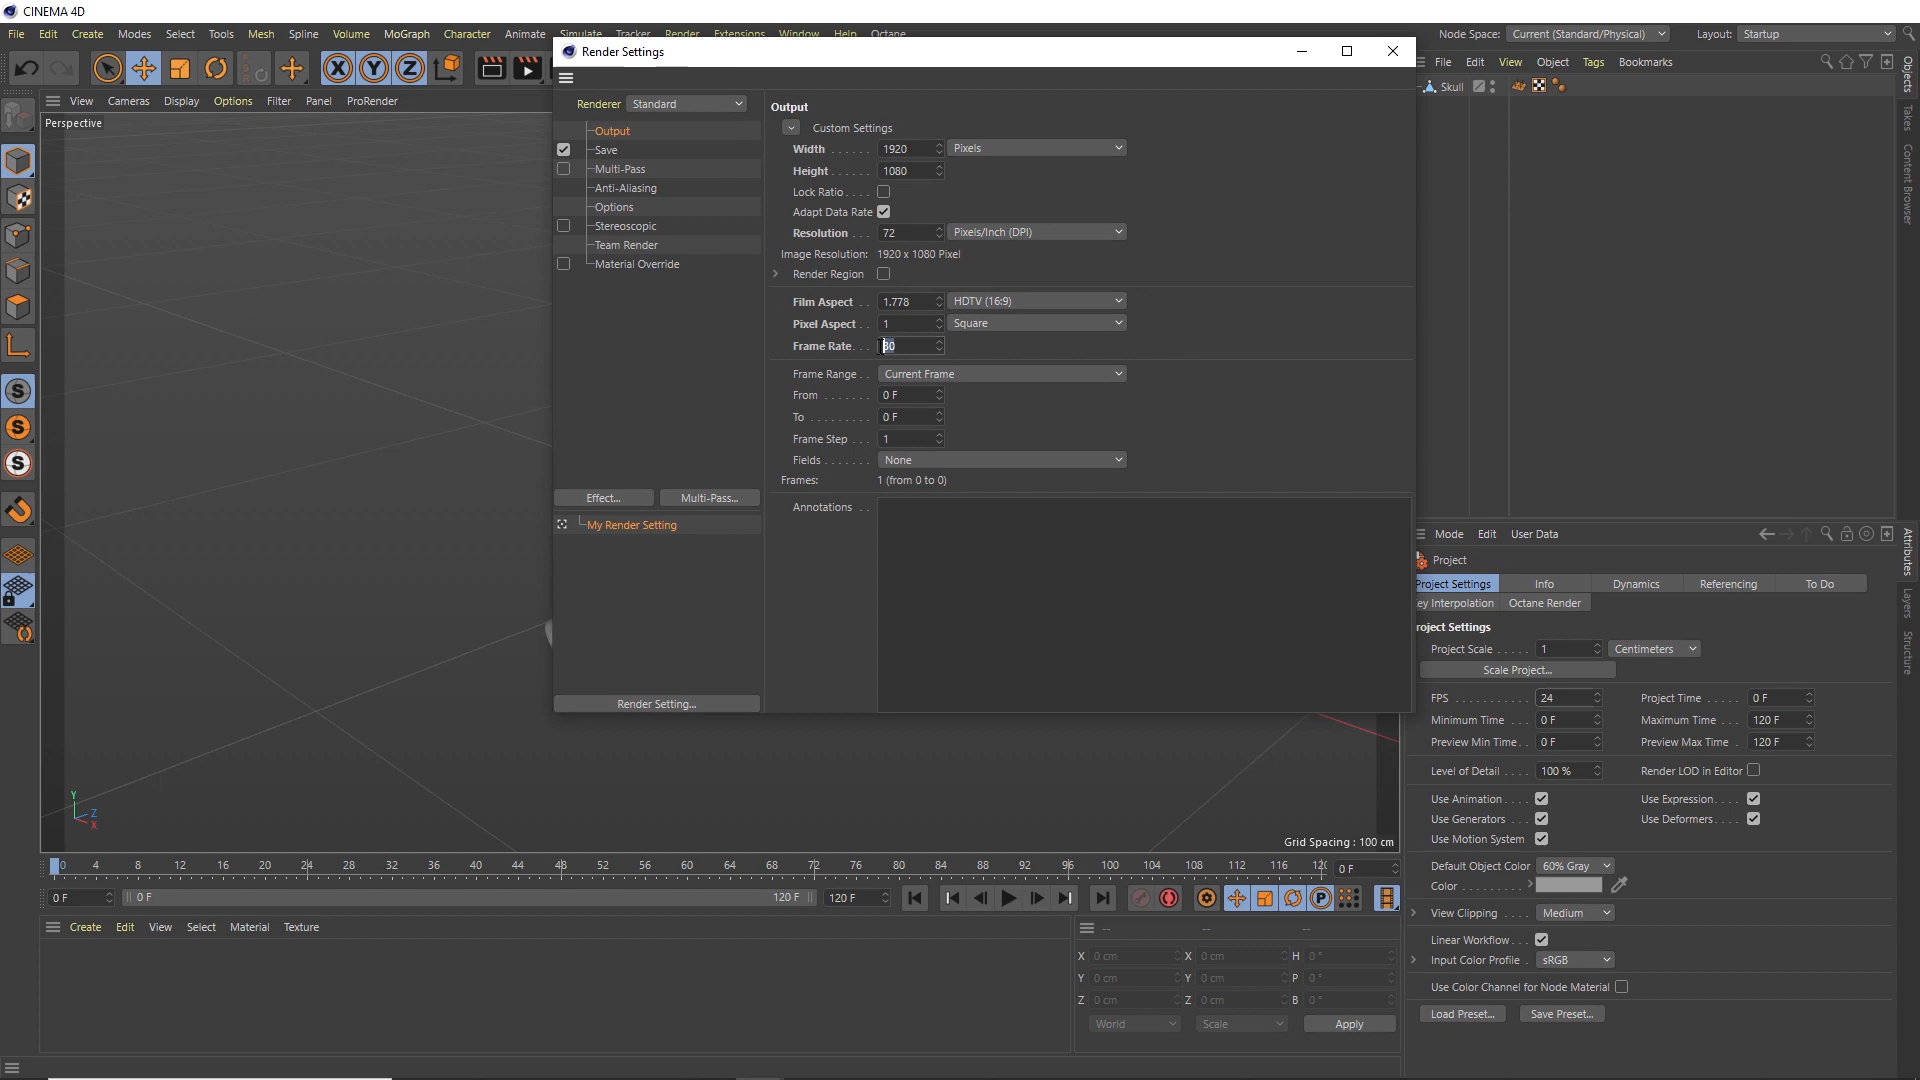 CINEMA 4D
File Edit Create Modes Select Tools Mesh Spline Volume MoGraph Character Animate Simulate Tracker Render Extensions Window Help Octane
Node Space: Current (Standard/Physical) Layout: Startup
Render Settings
File Edit View Object Tags Bookmarks
Skull
Objects
Takes
Content Browser
View Cameras Display Options Filter Panel ProRender
Perspective
Renderer Standard
Output
Save
Multi-Pass
Anti-Aliasing
Options
Stereoscopic
Team Render
Material Override
Effect... Multi-Pass...
My Render Setting
Render Setting...
Output
Custom Settings
Width . . . . . . 1920 Pixels
Height . . . . . . 1080
Lock Ratio . . . .
Adapt Data Rate
Resolution . . . 72 Pixels/Inch (DPI)
Image Resolution: 1920 x 1080 Pixel
Render Region
Film Aspect . . 1.778 HDTV (16:9)
Pixel Aspect . . 1 Square
Frame Rate. . . 30
Frame Range . . Current Frame
From . . . . . . . 0 F
To . . . . . . . . . 0 F
Frame Step . . . 1
Fields . . . . . . . None
Frames: 1 (from 0 to 0)
Annotations . .
Mode Edit User Data
Project
Project Settings Info Dynamics Referencing To Do
ey Interpolation Octane Render
roject Settings
Project Scale . . . . . 1 Centimeters
Scale Project...
FPS . . . . . . . . . . . 24 Project Time . . . . . 0 F
Minimum Time . . . 0 F Maximum Time . . . 120 F
Preview Min Time. . 0 F Preview Max Time . 120 F
Level of Detail . . . . 100 % Render LOD in Editor
Use Animation . . . . Use Expression. . . .
Use Generators . . . Use Deformers. . . .
Use Motion System
Default Object Color 60% Gray
Color . . . . . . . . .
View Clipping . . . . Medium
Linear Workflow . . .
Input Color Profile . sRGB
Use Color Channel for Node Material
Load Preset... Save Preset...
Attributes
Layers
Structure
Y
Z
X
Grid Spacing : 100 cm
0 4 8 12 16 20 24 28 32 36 40 44 48 52 56 60 64 68 72 76 80 84 88 92 96 100 104 108 112 116 120 0 F
0 F 0 F 120 F 120 F
Create Edit View Select Material Texture
-- -- --
X 0 cm X 0 cm H 0 °
Y 0 cm Y 0 cm P 0 °
Z 0 cm Z 0 cm B 0 °
World Scale Apply